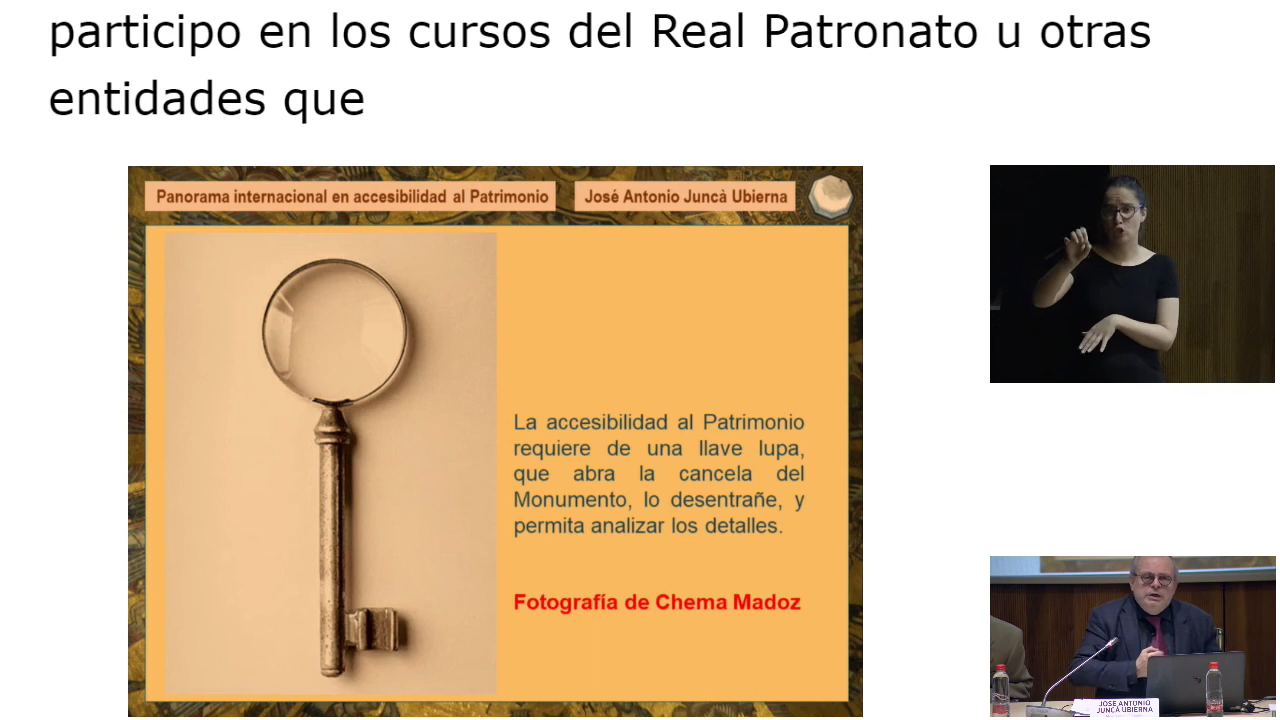 participo en los cursos del Real Patronato u otras
entidades que
Panorama internacional en accesibilidad al Patrimonio
José Antonio Juncà Ubierna
La accesibilidad al Patrimonio
requiere de una llave lupa,
que abra la cancela del
Monumento, lo desentrañe, y
permita analizar los detalles.
Fotografía de Chema Madoz
JOSE ANTONIO
JUNCÀ UBIERNA